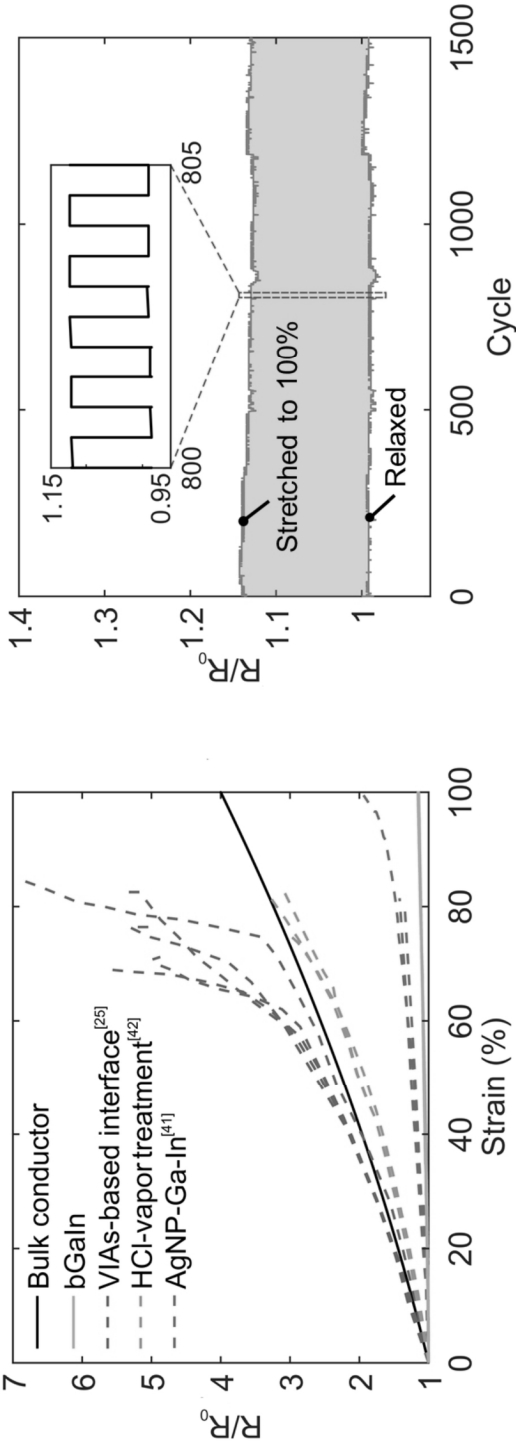 7
6
5
4
3
2
1
R/R₀
0
20
40
60
80
100
Strain (%)
Bulk conductor
bGaIn
VIAs-based interface[25]
HCl-vapor treatment[42]
AgNP-Ga-In[41]
1.4
1.3
1.2
1.1
1
R/R₀
0
500
1000
1500
Cycle
1.15
0.95
800
805
Stretched to 100%
Relaxed